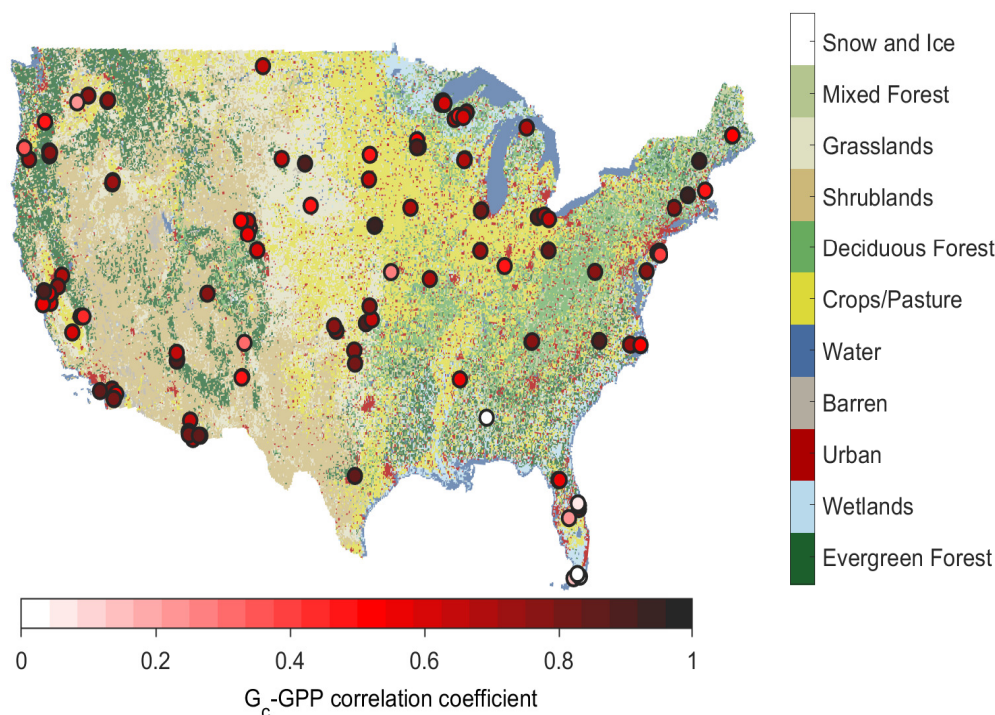 Snow and Ice
Mixed Forest
Grasslands
Shrublands
Deciduous Forest
Crops/Pasture
Water
Barren
Urban
Wetlands
Evergreen Forest
0 0.2 0.4 0.6 0.8 1
Gc-GPP correlation coefficient